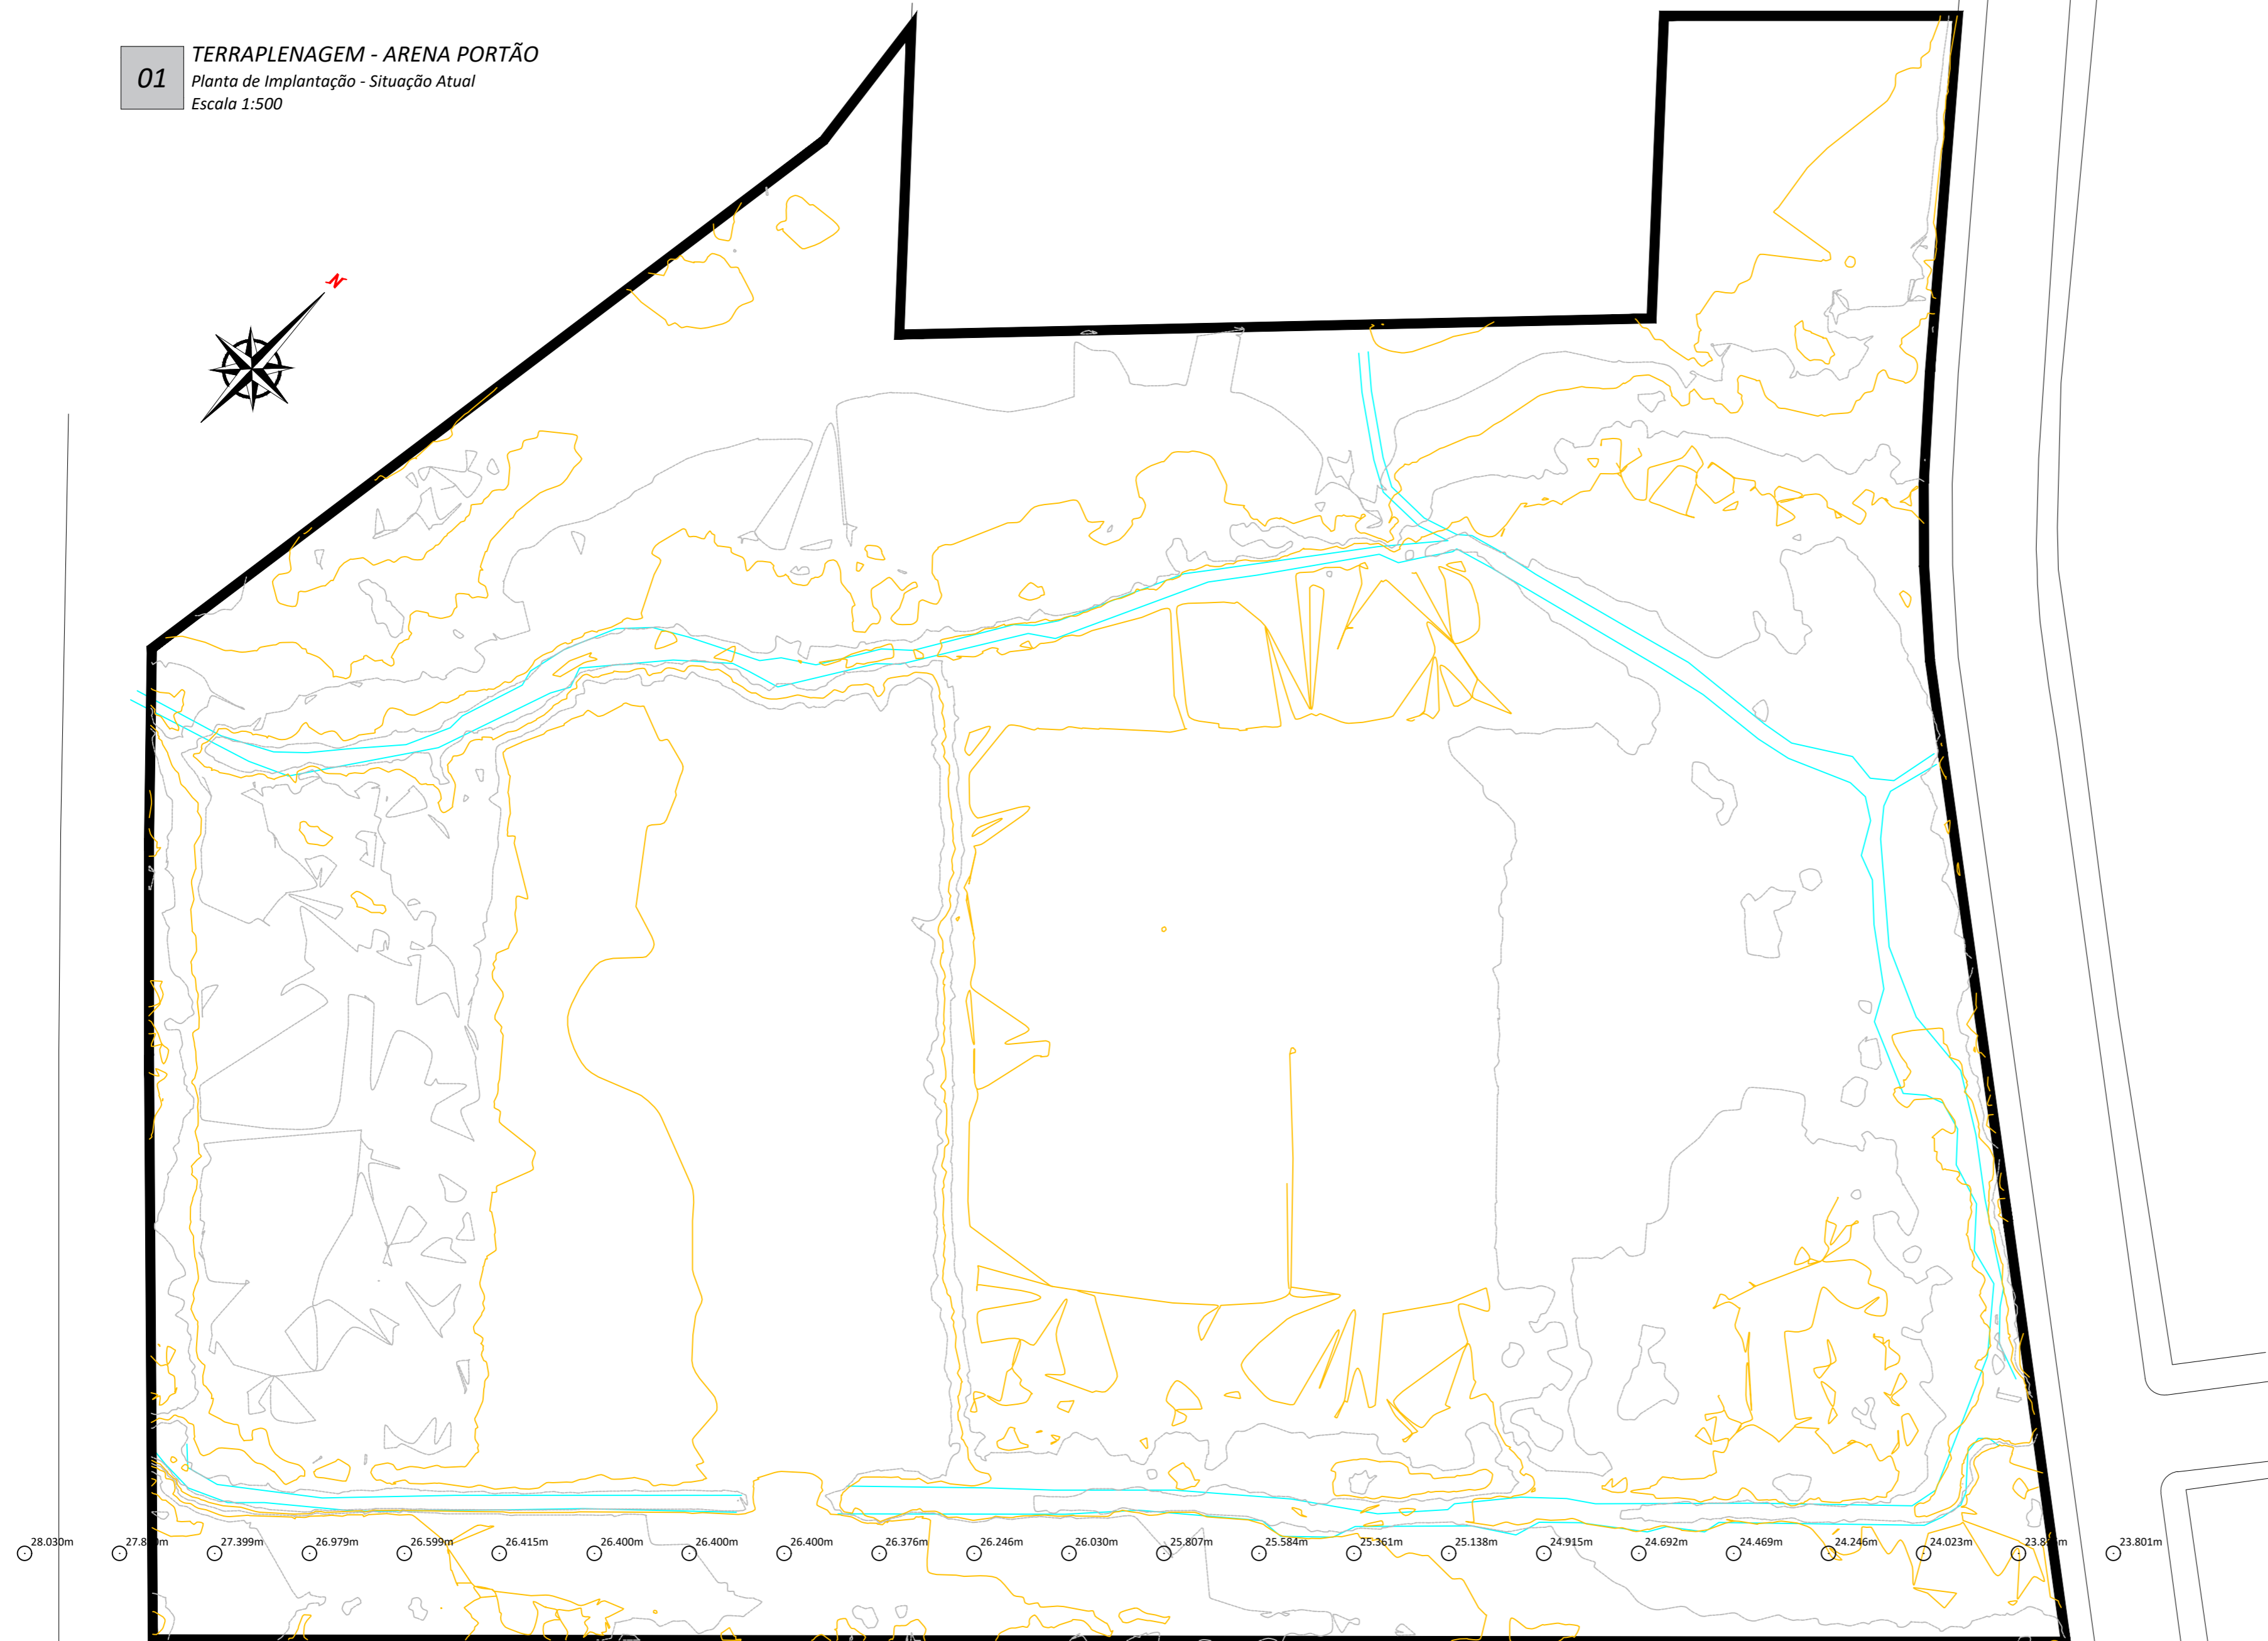 01
TERRAPLENAGEM - ARENA PORTÃO
Planta de Implantação - Situação Atual
Escala 1:500
N
28.030m 27.399m 26.979m 26.599m 26.415m 26.400m 26.400m 26.400m 26.376m 26.246m 26.030m 25.807m 25.584m 25.361m 25.138m 24.915m 24.692m 24.469m 24.246m 24.023m 23.801m